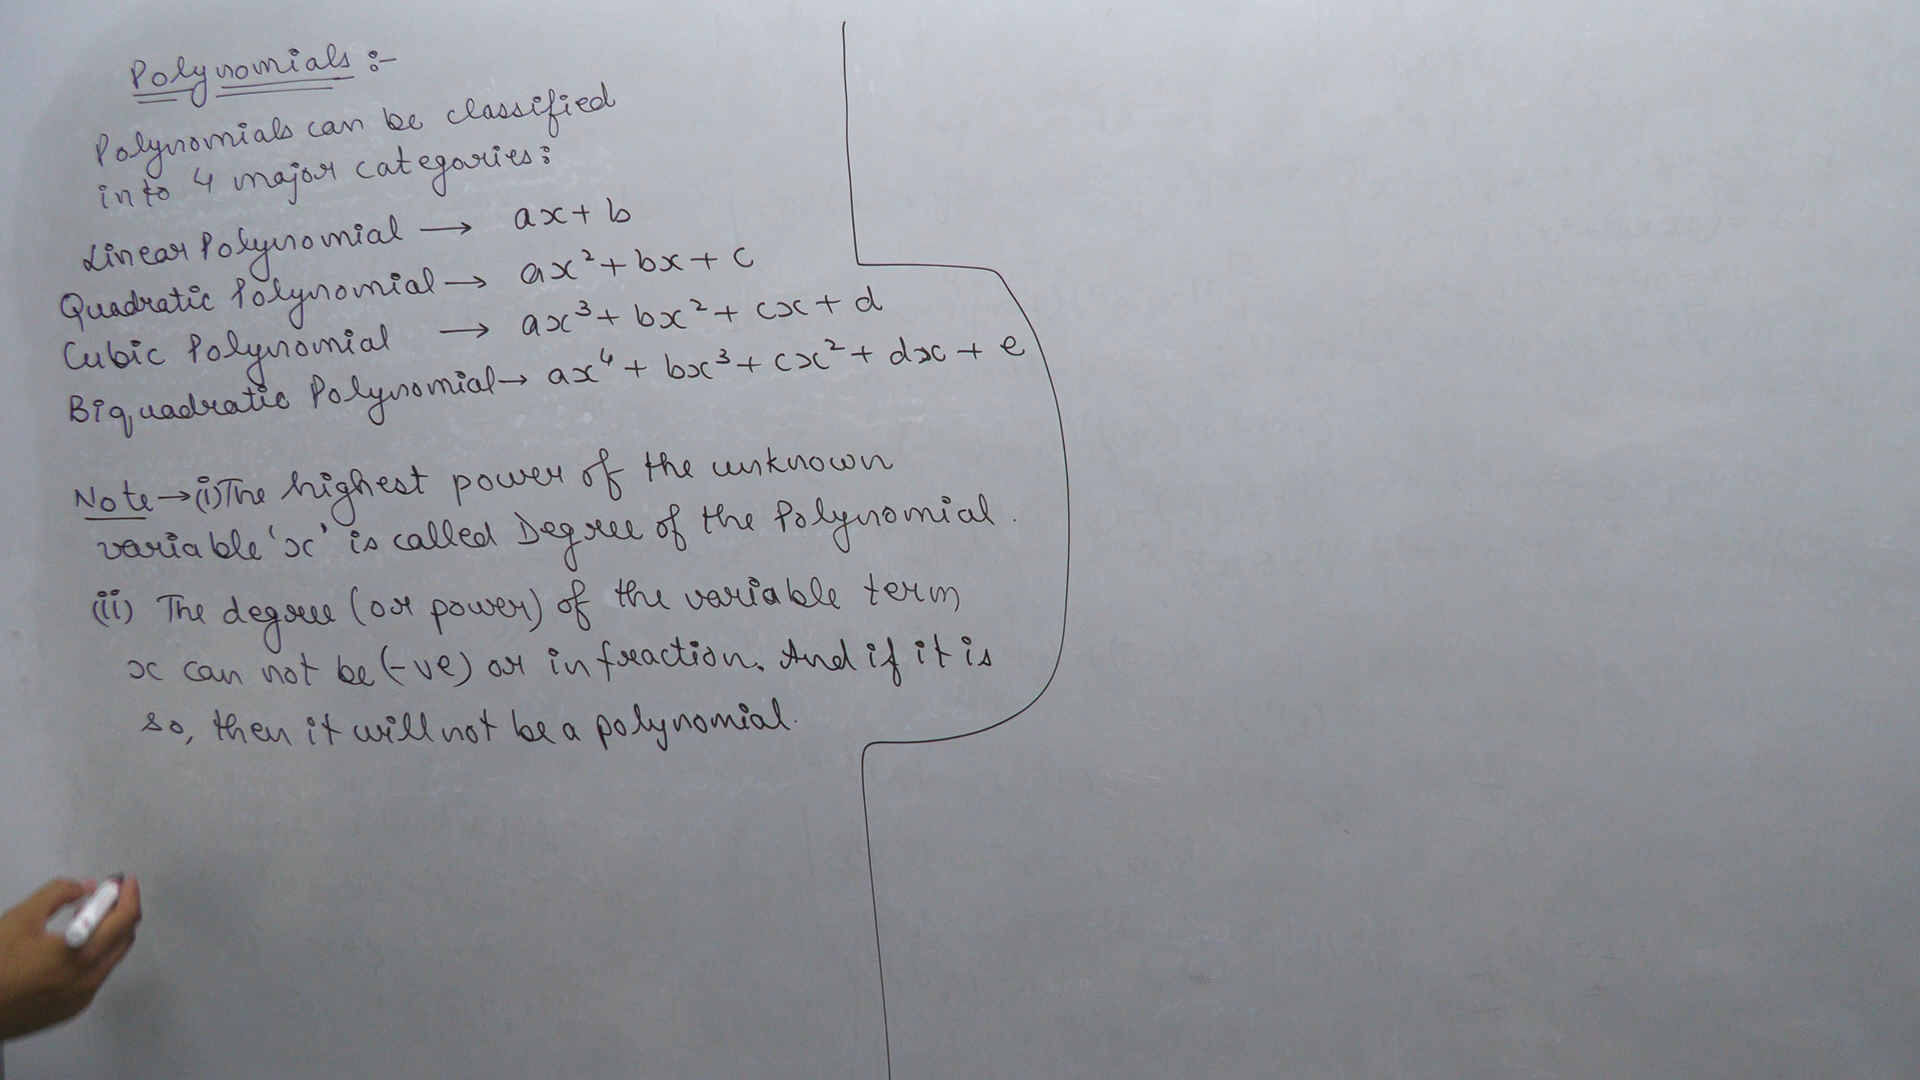 Polynomials :-
Polynomials can be classified
into 4 major categories:
Linear Polynomial → ax + b
Quadratic Polynomial → ax² + bx + c
Cubic Polynomial → ax³ + bx² + cx + d
Biquadratic Polynomial → ax⁴ + bx³ + cx² + dx + e
Note → (i) The highest power of the unknown
variable 'x' is called Degree of the Polynomial.
(ii) The degree (or power) of the variable term
x can not be (-ve) or in fraction. And if it is
so, then it will not be a polynomial.